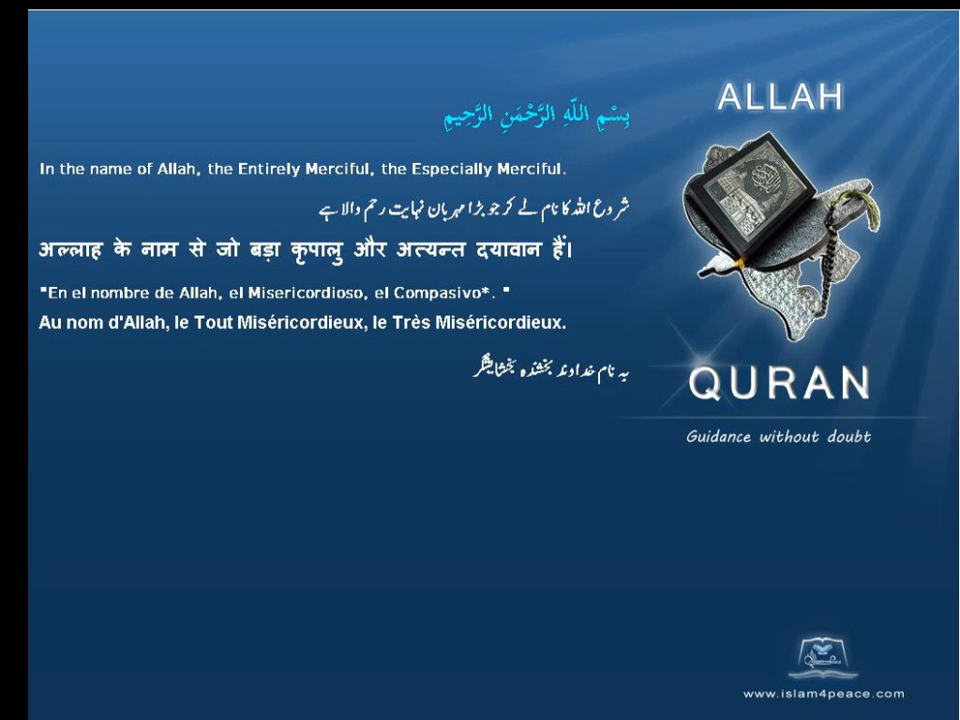 بِسْمِ اللّهِ الرَّحْمَنِ الرَّحِيمِ
In the name of Allah, the Entirely Merciful, the Especially Merciful.
شروع الله کا نام لے کر جو بڑا مہربان نہایت رحم والا ہے
अल्लाह के नाम से जो बड़ा कृपालु और अत्यन्त दयावान हैं।
"En el nombre de Allah, el Misericordioso, el Compasivo*. "
Au nom d'Allah, le Tout Miséricordieux, le Très Miséricordieux.
به نام خداوند بخشنده بخشایشگر
ALLAH
QURAN
Guidance without doubt
www.islam4peace.com